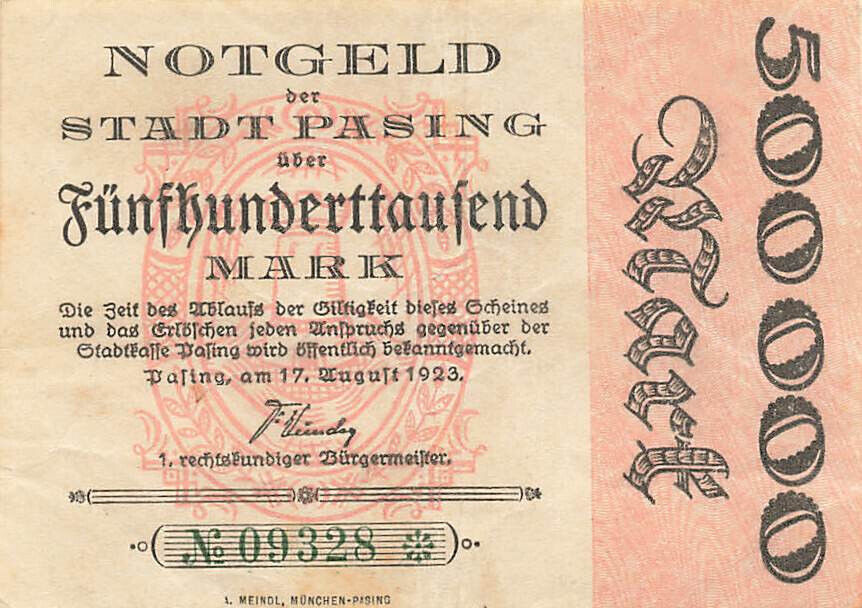 NOTGELD
der
STADT PASING
über
Fünfhunderttausend
MARK
Die Zeit des Ablaufs der Giltigkeit dieses Scheines
und das Erlöschen jeden Anspruchs gegenüber der
Stadtkasse Pasing wird öffentlich bekanntgemacht.
Pasing, am 17. August 1923.
1. rechtskundiger Bürgermeister.
№ 09328
A. MEINDL, MÜNCHEN-PASING
500000
Mark